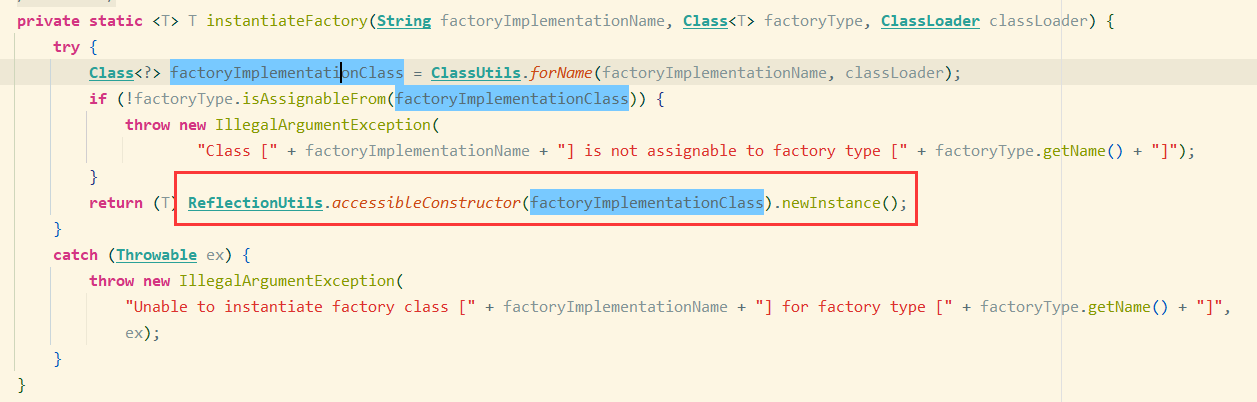 private static <T> T instantiateFactory(String factoryImplementationName, Class<T> factoryType, ClassLoader classLoader) {
try {
Class<?> factoryImplementationClass = ClassUtils.forName(factoryImplementationName, classLoader);
if (!factoryType.isAssignableFrom(factoryImplementationClass)) {
throw new IllegalArgumentException(
"Class [" + factoryImplementationName + "] is not assignable to factory type [" + factoryType.getName() + "]");
}
return (T) ReflectionUtils.accessibleConstructor(factoryImplementationClass).newInstance();
}
catch (Throwable ex) {
throw new IllegalArgumentException(
"Unable to instantiate factory class [" + factoryImplementationName + "] for factory type [" + factoryType.getName() + "]",
ex);
}
}